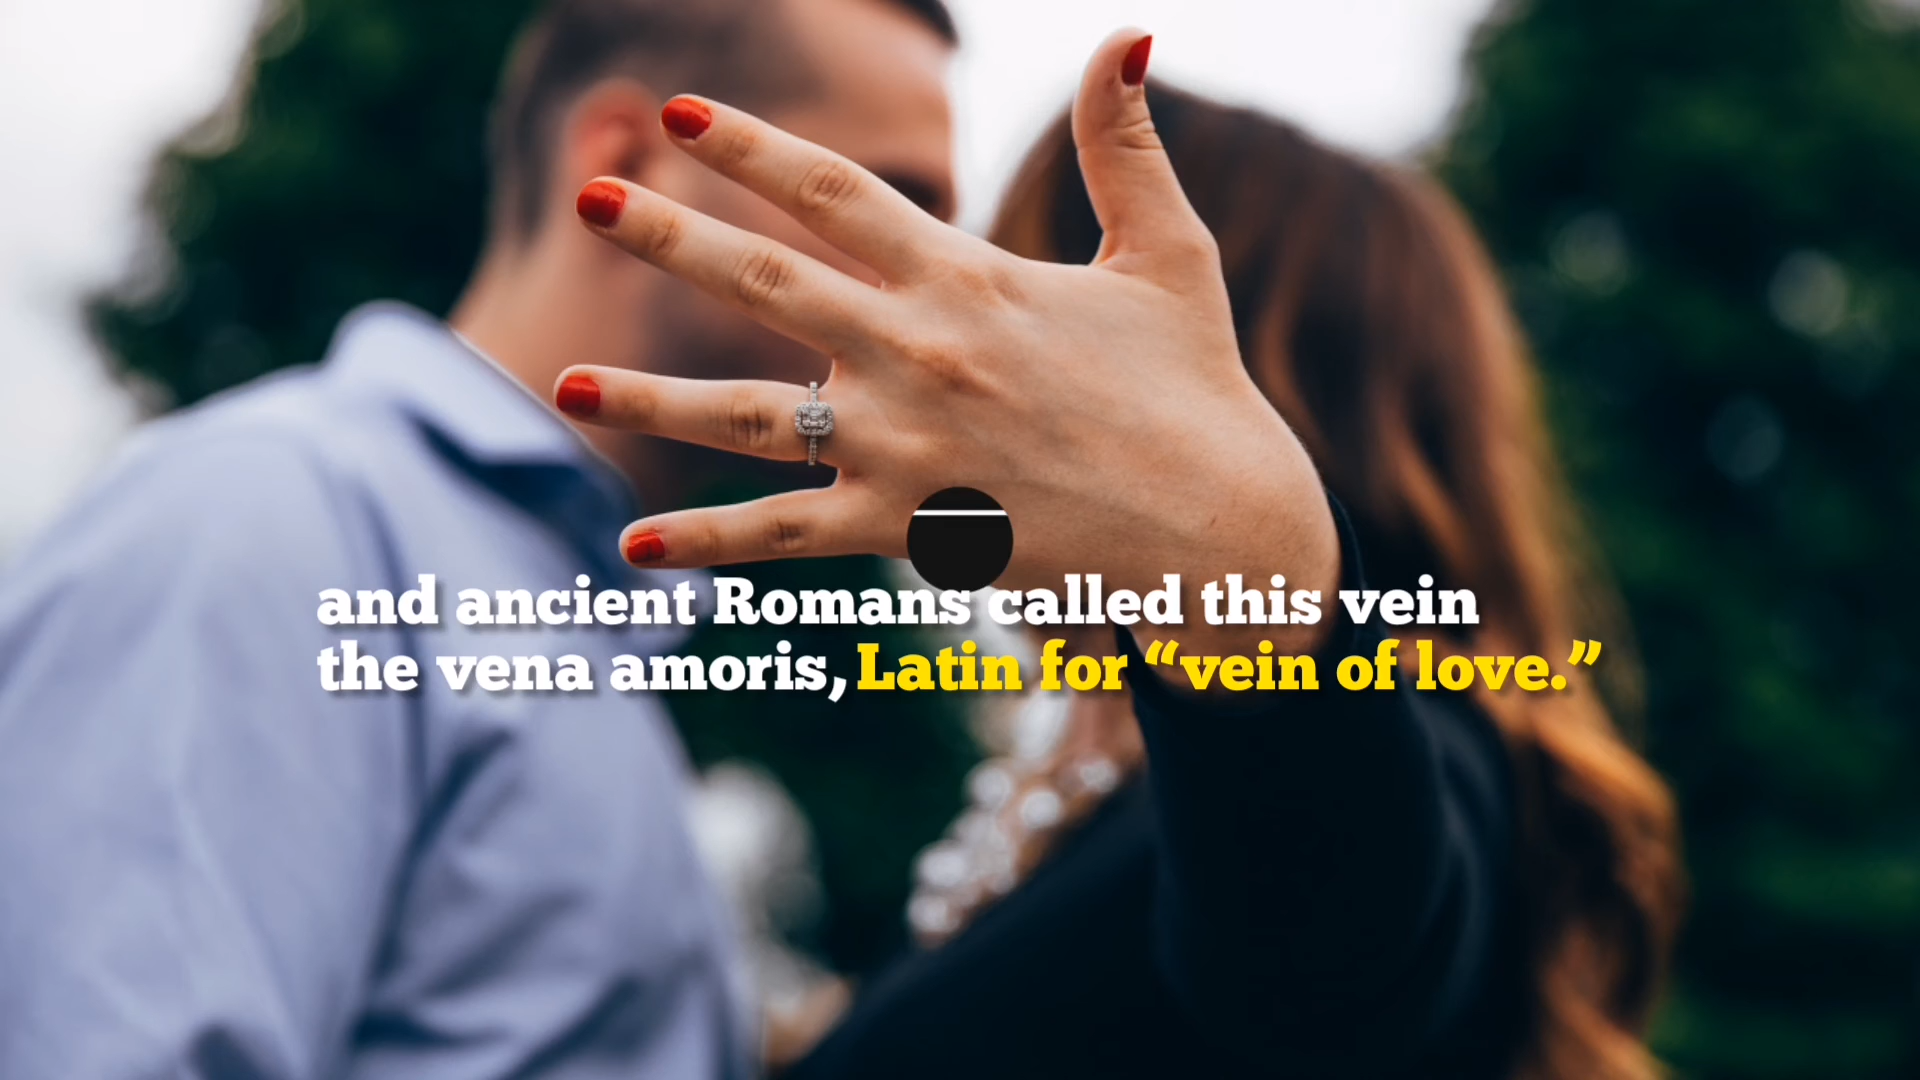 and ancient Romans called this vein
the vena amoris, Latin for “vein of love.”